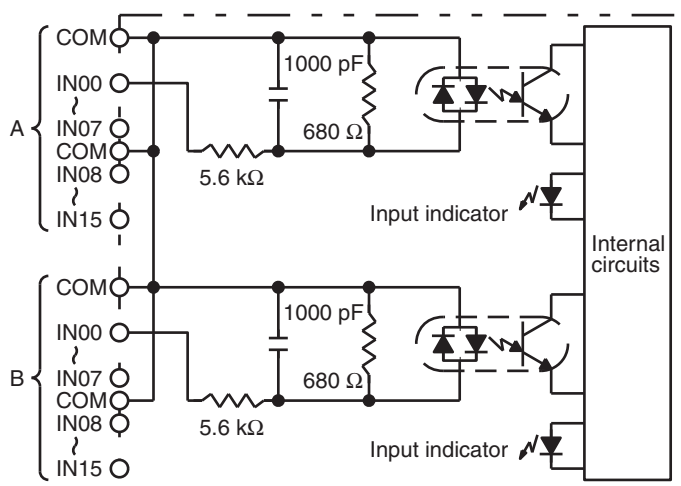 COM
IN00
~
IN07
COM
IN08
~
IN15
A
1000 pF
680 Ω
5.6 kΩ
Input indicator
Internal
circuits
COM
IN00
~
IN07
COM
IN08
~
IN15
B
1000 pF
680 Ω
5.6 kΩ
Input indicator